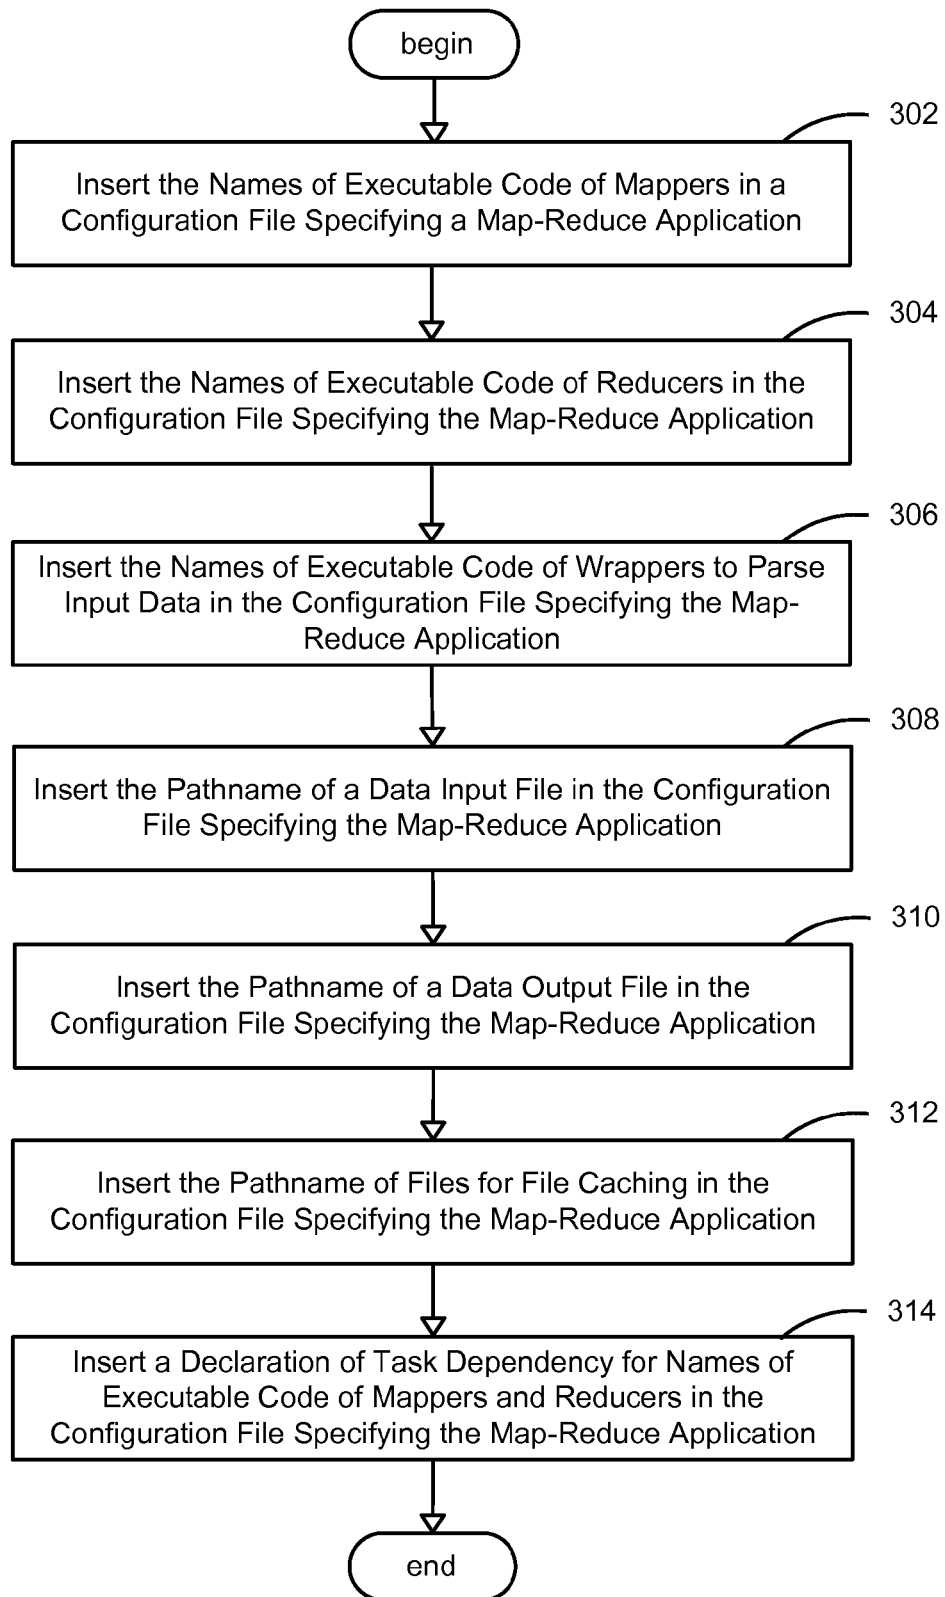 begin
302
Insert the Names of Executable Code of Mappers in a
Configuration File Specifying a Map-Reduce Application
304
Insert the Names of Executable Code of Reducers in the
Configuration File Specifying the Map-Reduce Application
306
Insert the Names of Executable Code of Wrappers to Parse
Input Data in the Configuration File Specifying the Map-
Reduce Application
308
Insert the Pathname of a Data Input File in the Configuration
File Specifying the Map-Reduce Application
310
Insert the Pathname of a Data Output File in the
Configuration File Specifying the Map-Reduce Application
312
Insert the Pathname of Files for File Caching in the
Configuration File Specifying the Map-Reduce Application
314
Insert a Declaration of Task Dependency for Names of
Executable Code of Mappers and Reducers in the
Configuration File Specifying the Map-Reduce Application
end